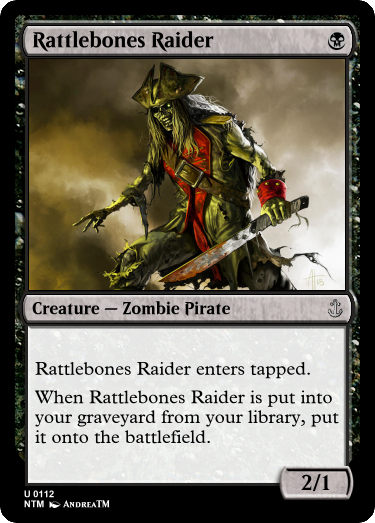 Rattlebones Raider
Creature — Zombie Pirate
Rattlebones Raider enters tapped.
When Rattlebones Raider is put into
your graveyard from your library, put
it onto the battlefield.
2/1
U 0112
NTM AndreaTM